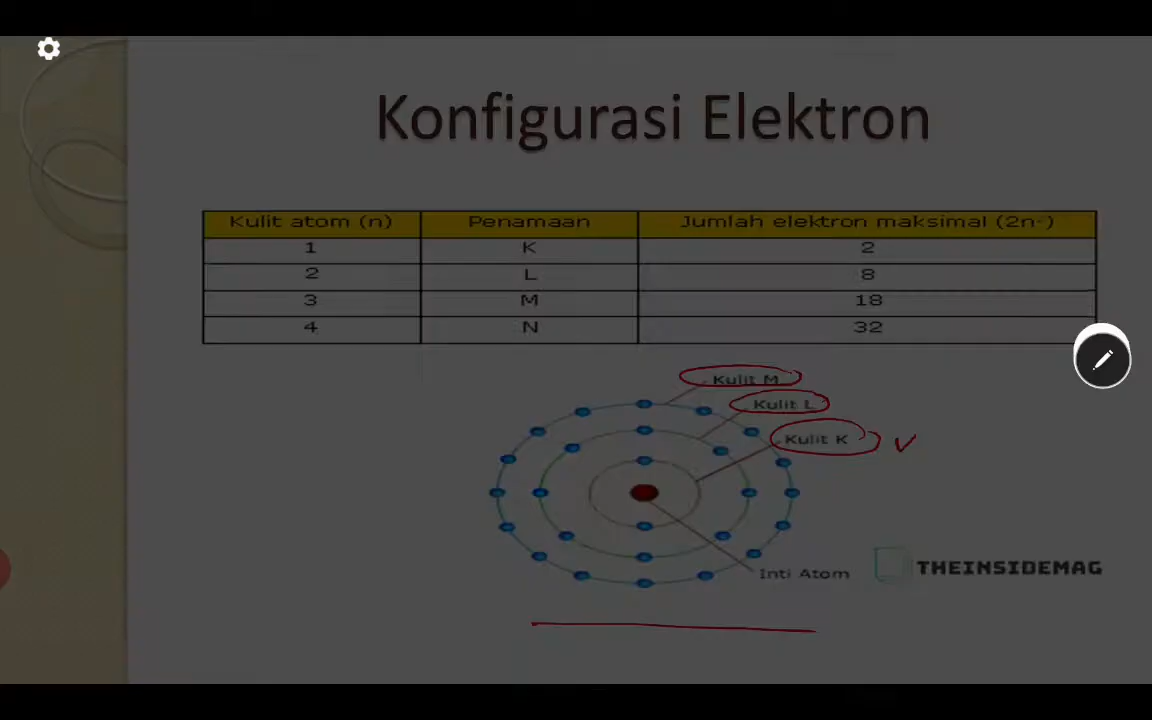 Konfigurasi Elektron
Kulit atom (n) Penamaan Jumlah elektron maksimal (2n²)
1 K 2
2 L 8
3 M 18
4 N 32
Kulit M
Kulit L
Kulit K
Inti Atom
THEINSIDEMAG